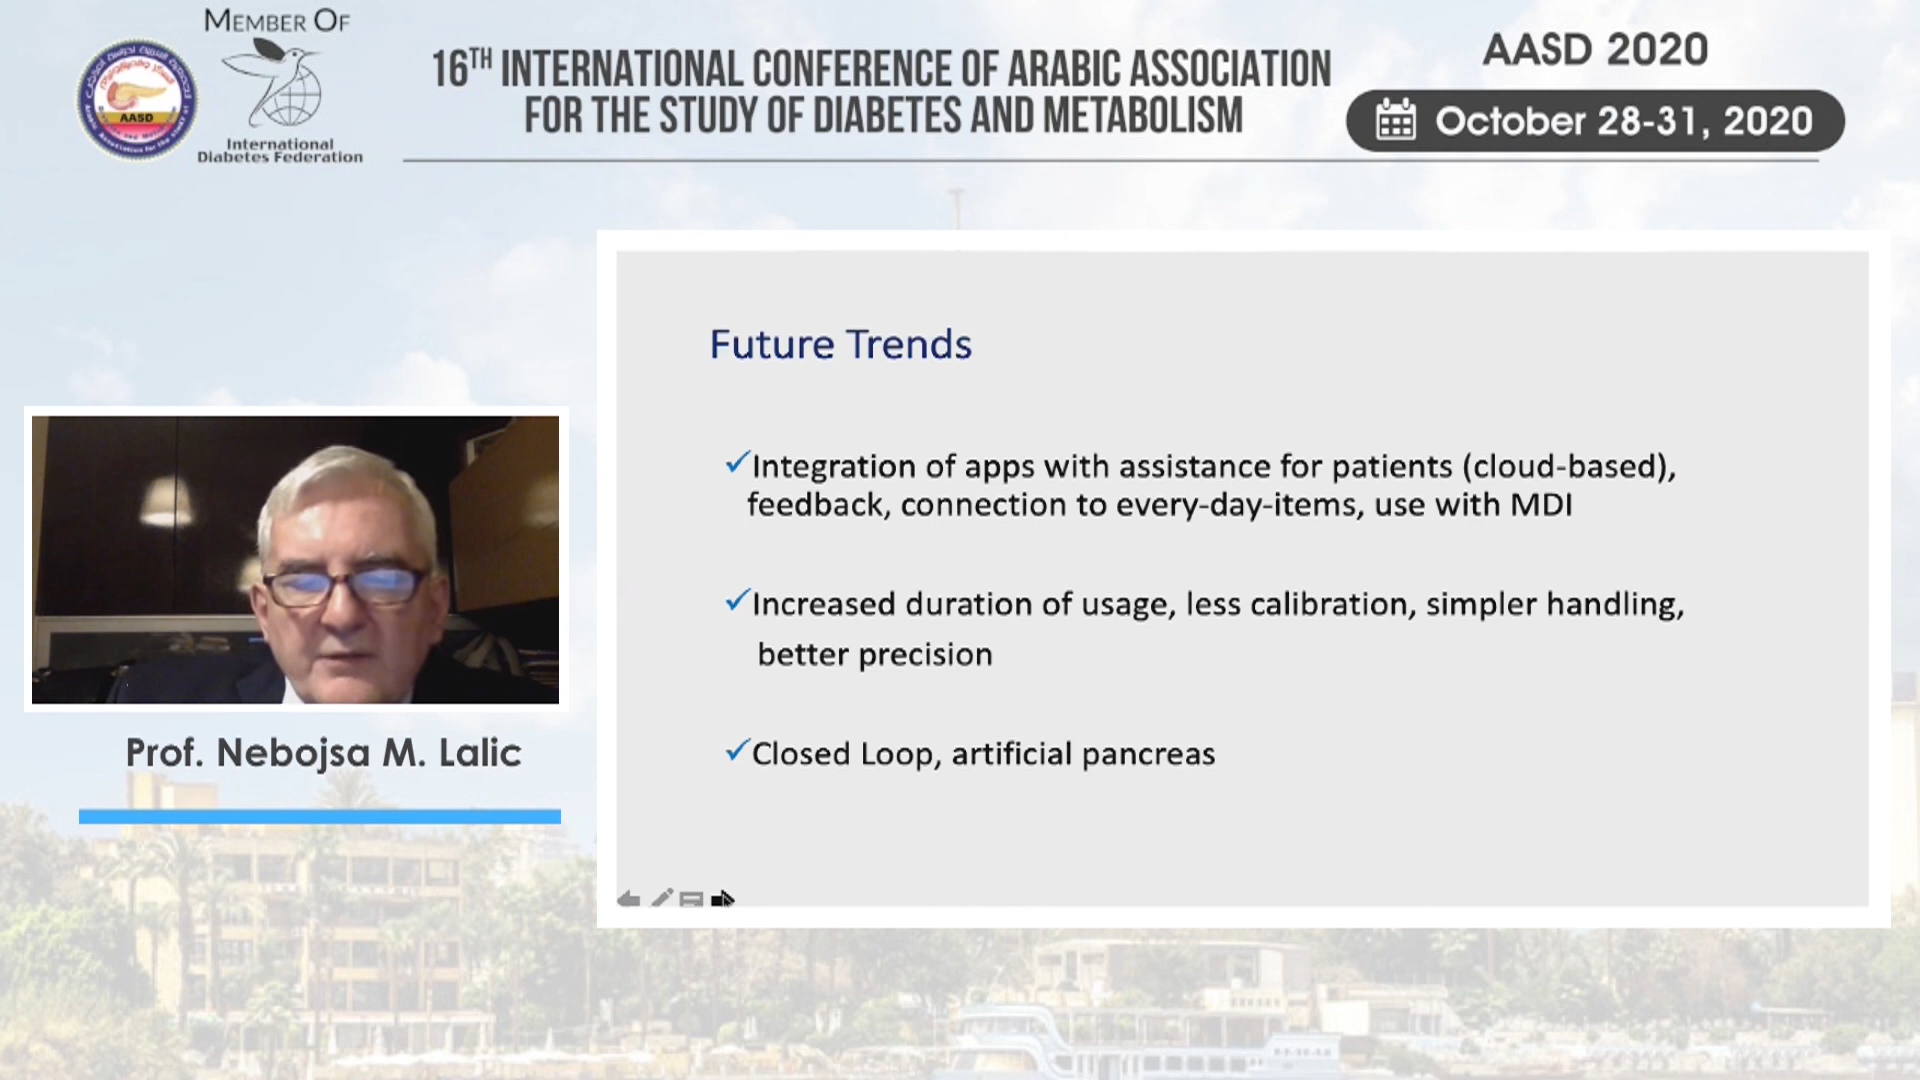 MEMBER OF
AASD
International
Diabetes Federation
16TH INTERNATIONAL CONFERENCE OF ARABIC ASSOCIATION
FOR THE STUDY OF DIABETES AND METABOLISM
AASD 2020
October 28-31, 2020
Future Trends
✓Integration of apps with assistance for patients (cloud-based),
feedback, connection to every-day-items, use with MDI
✓Increased duration of usage, less calibration, simpler handling,
better precision
✓Closed Loop, artificial pancreas
Prof. Nebojsa M. Lalic